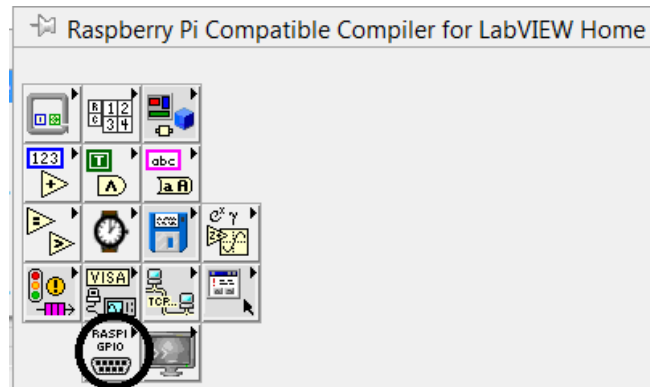 Raspberry Pi Compatible Compiler for LabVIEW Home
123
T
abc
VISA
TCP
RASPI
GPIO